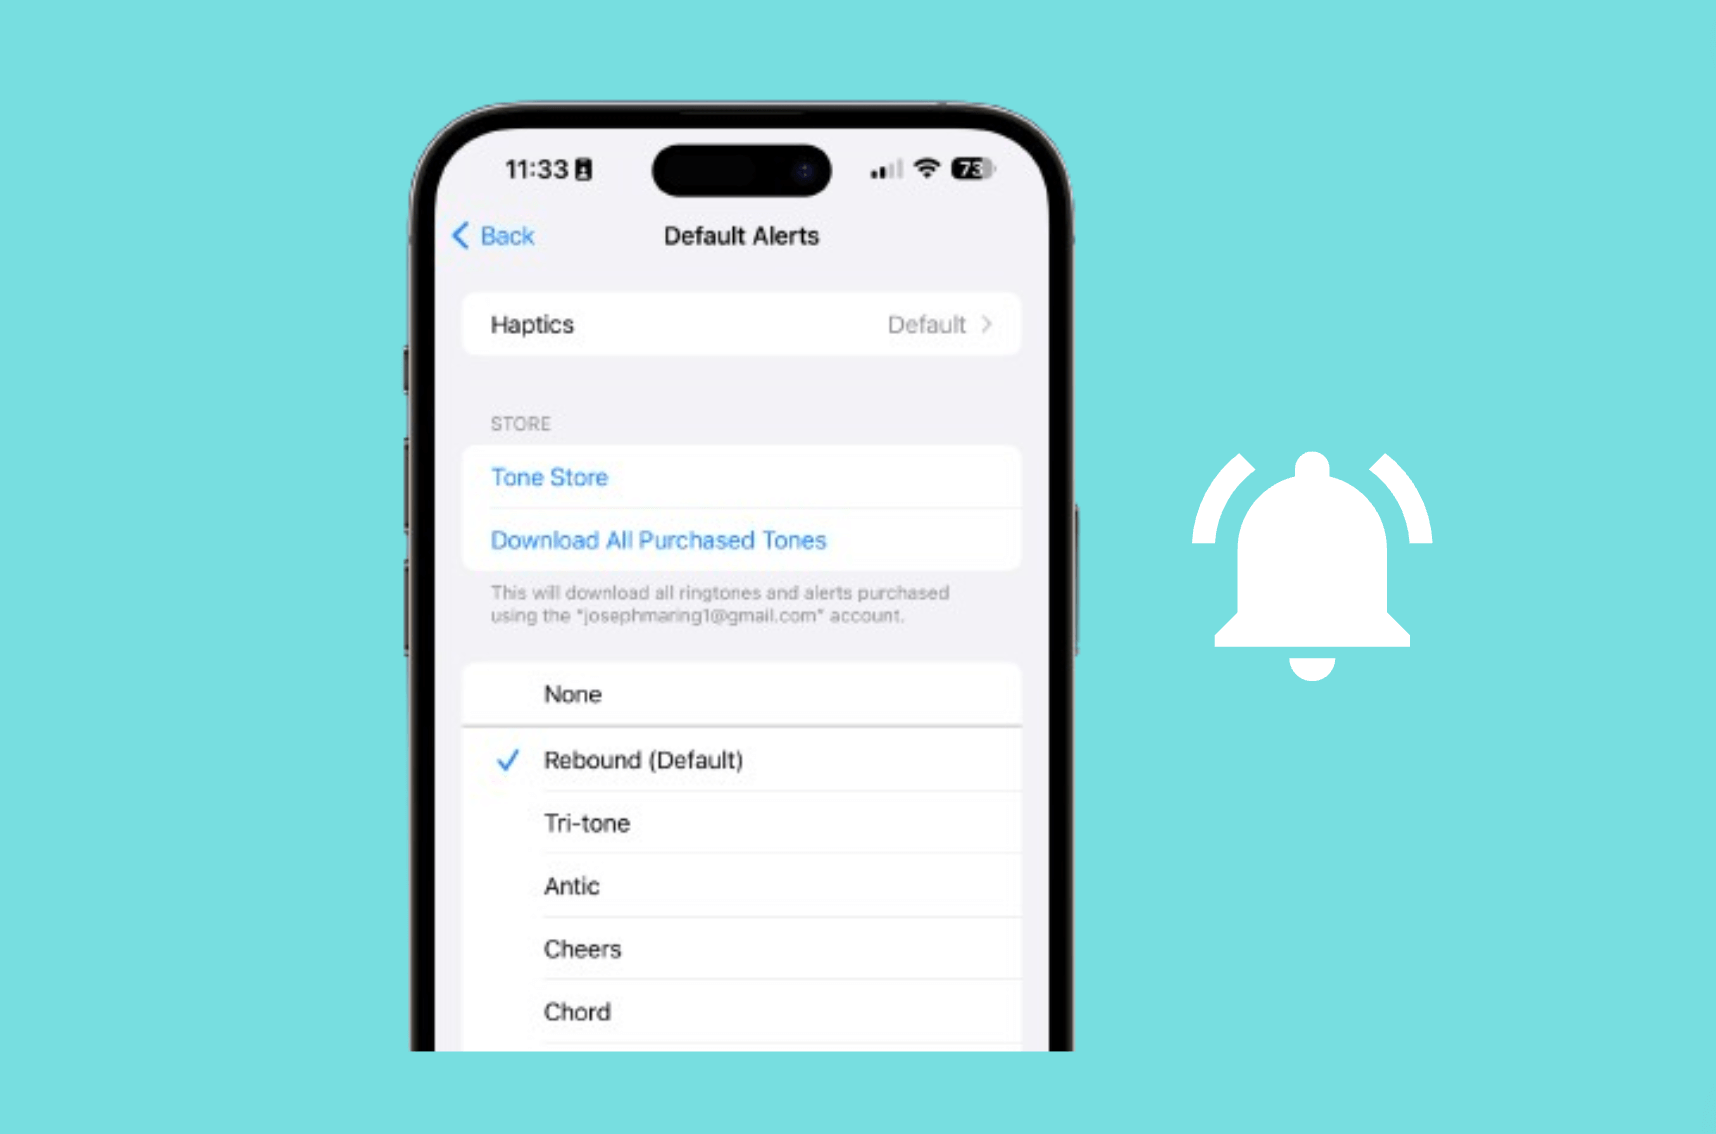 11:33
73
Back
Default Alerts
Haptics
Default
STORE
Tone Store
Download All Purchased Tones
This will download all ringtones and alerts purchased
using the "josephmaring1@gmail.com" account.
None
Rebound (Default)
Tri-tone
Antic
Cheers
Chord